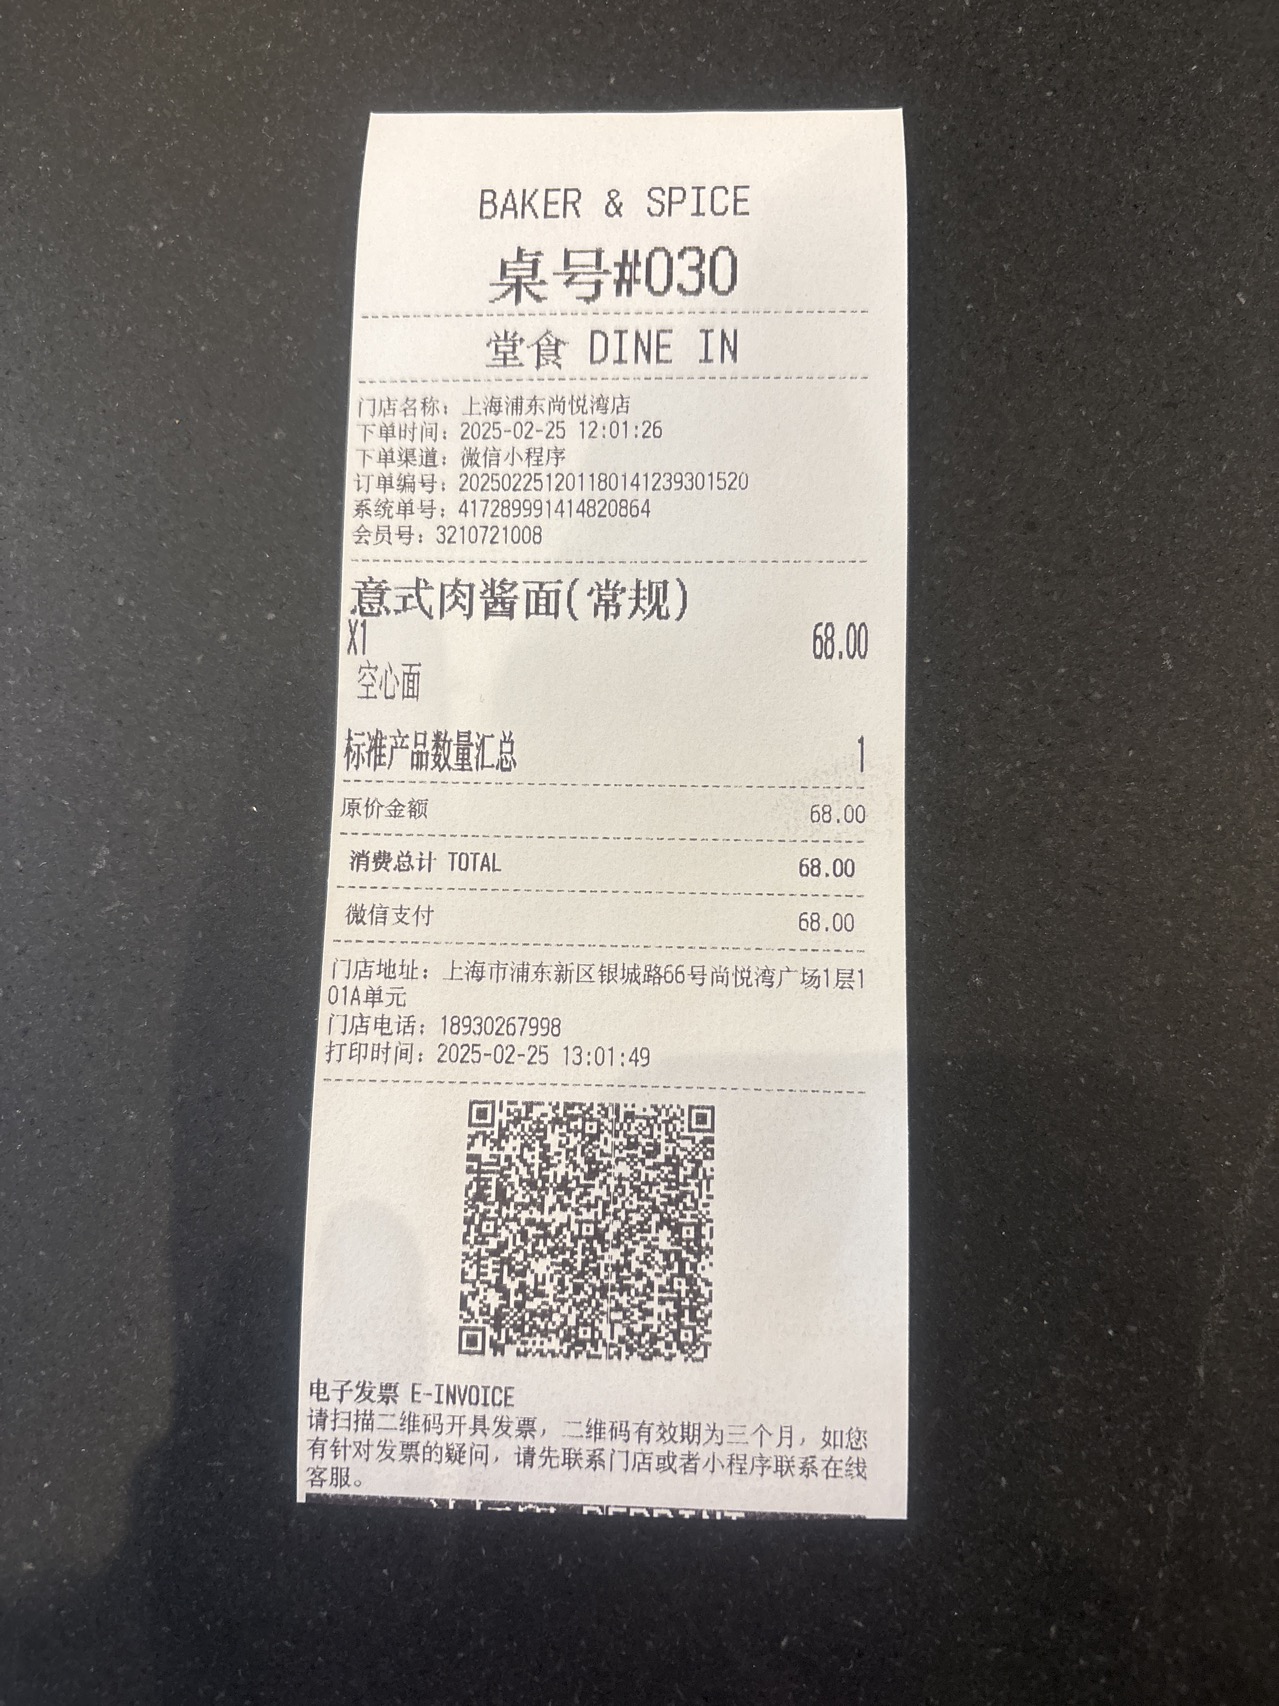 BAKER & SPICE
桌号#030
堂食 DINE IN
门店名称：上海浦东尚悦湾店
下单时间：2025-02-25 12:01:26
下单渠道：微信小程序
订单编号：2025022512011801412393​01520
系统单号：417289991414820864
会员号：3210721008
意式肉酱面(常规)
X1 68.00
空心面
标准产品数量汇总 1
原价金额 68.00
消费总计 TOTAL 68.00
微信支付 68.00
门店地址：上海市浦东新区银城路66号尚悦湾广场1层1
01A单元
门店电话：18930267998
打印时间：2025-02-25 13:01:49
电子发票 E-INVOICE
请扫描二维码开具发票，二维码有效期为三个月，如您
有针对发票的疑问，请先联系门店或者小程序联系在线
客服。